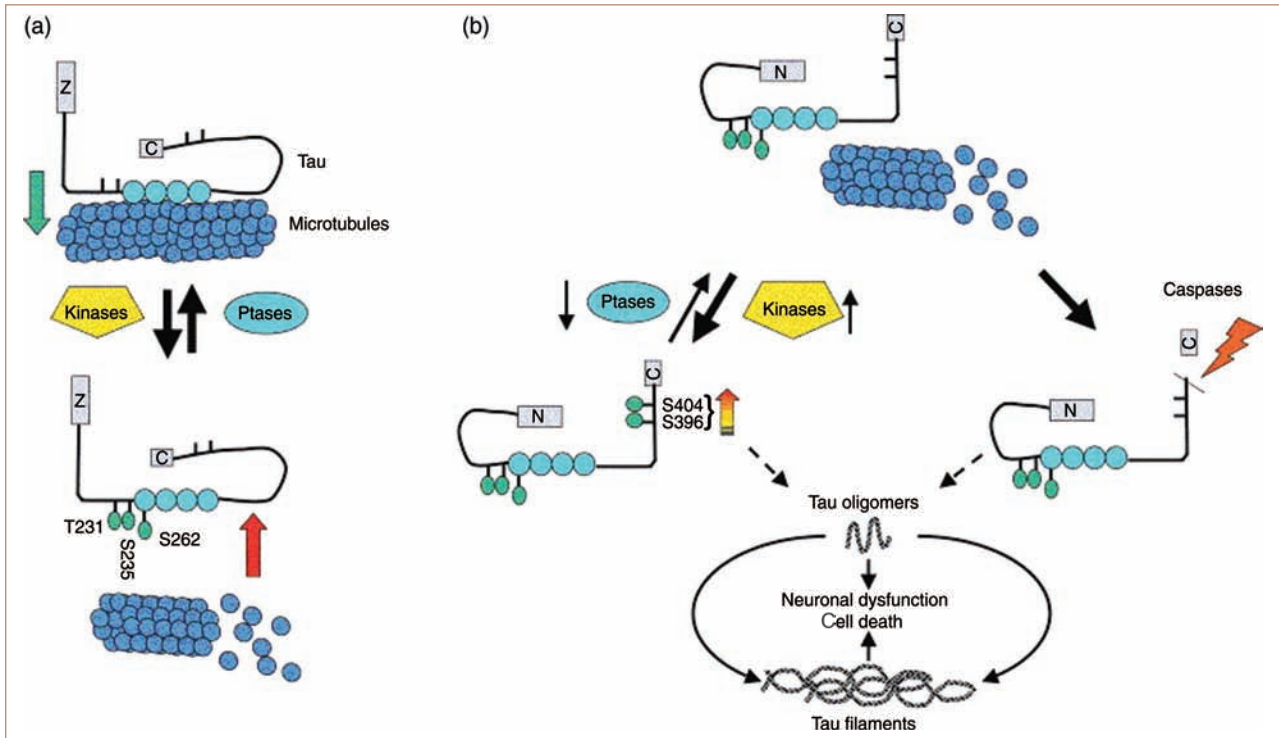 (a)
N
C
Tau
Microtubules
Kinases
Ptases
N
C
T231
S235
S262
(b)
C
N
Ptases
Kinases
Caspases
C
C
S404
S396
N
N
Tau oligomers
Neuronal dysfunction
Cell death
Tau filaments